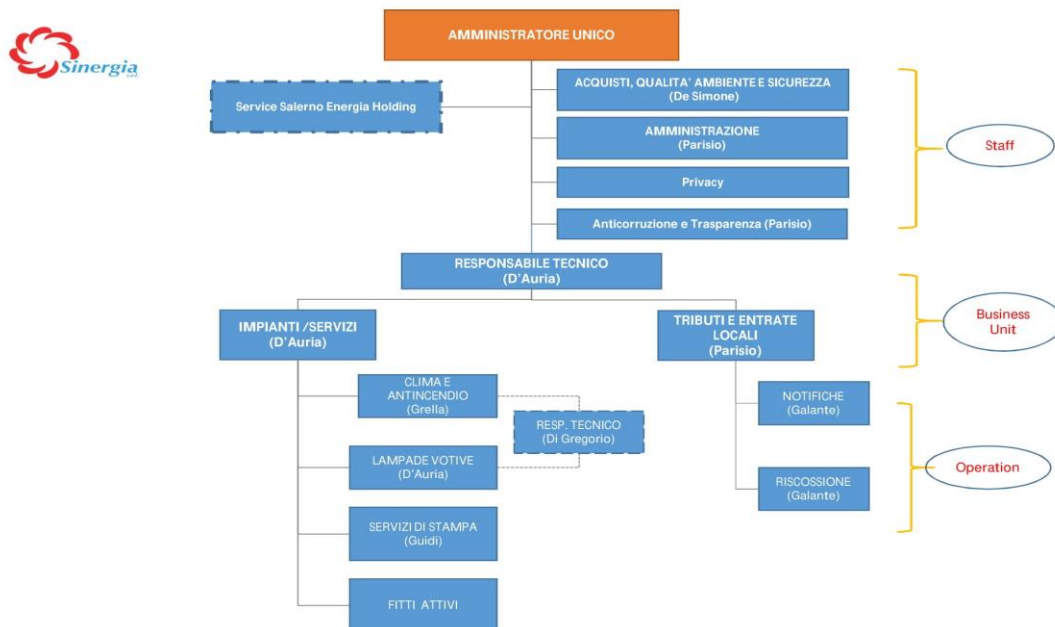 Sinergia
s.r.l.
AMMINISTRATORE UNICO
Service Salerno Energia Holding
ACQUISTI, QUALITA' AMBIENTE E SICUREZZA
(De Simone)
AMMINISTRAZIONE
(Parisio)
Privacy
Anticorruzione e Trasparenza (Parisio)
Staff
RESPONSABILE TECNICO
(D'Auria)
IMPIANTI /SERVIZI
(D'Auria)
TRIBUTI E ENTRATE
LOCALI
(Parisio)
Business
Unit
CLIMA E
ANTINCENDIO
(Grella)
RESP. TECNICO
(Di Gregorio)
LAMPADE VOTIVE
(D'Auria)
SERVIZI DI STAMPA
(Guidi)
FITTI ATTIVI
NOTIFICHE
(Galante)
RISCOSSIONE
(Galante)
Operation